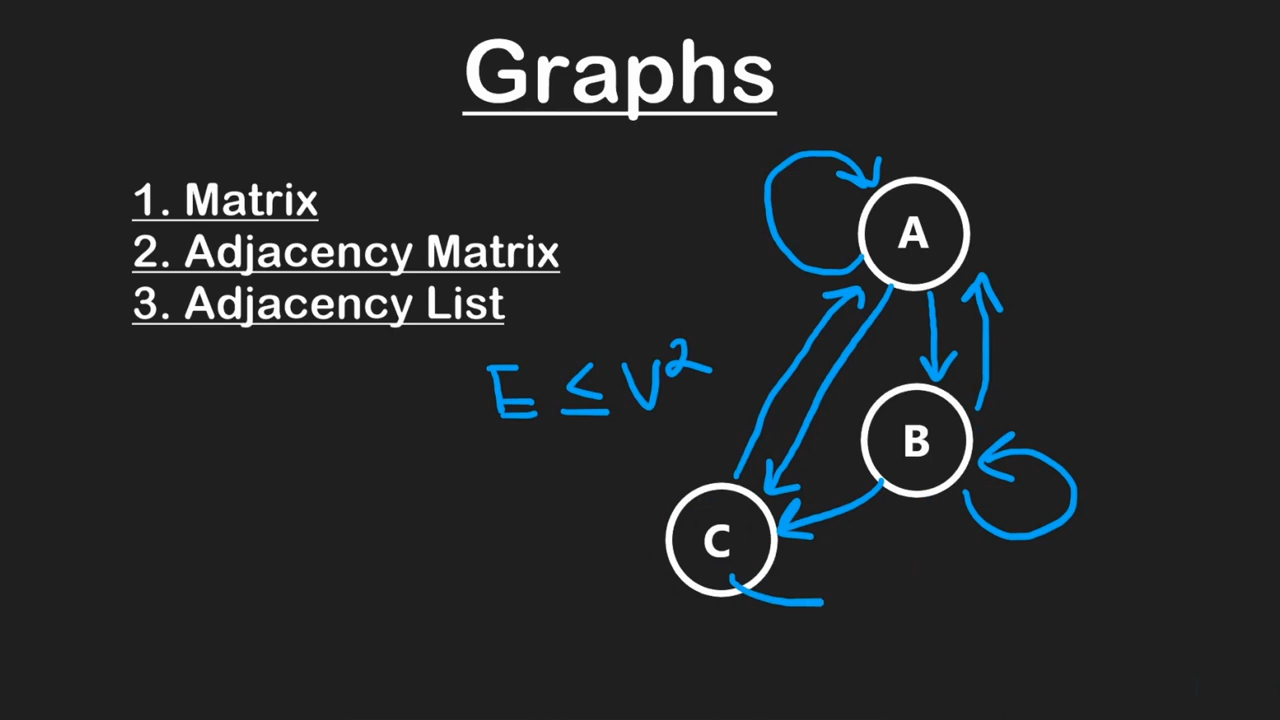 Graphs
1. Matrix
2. Adjacency Matrix
3. Adjacency List
E ≤ V²
A
B
C